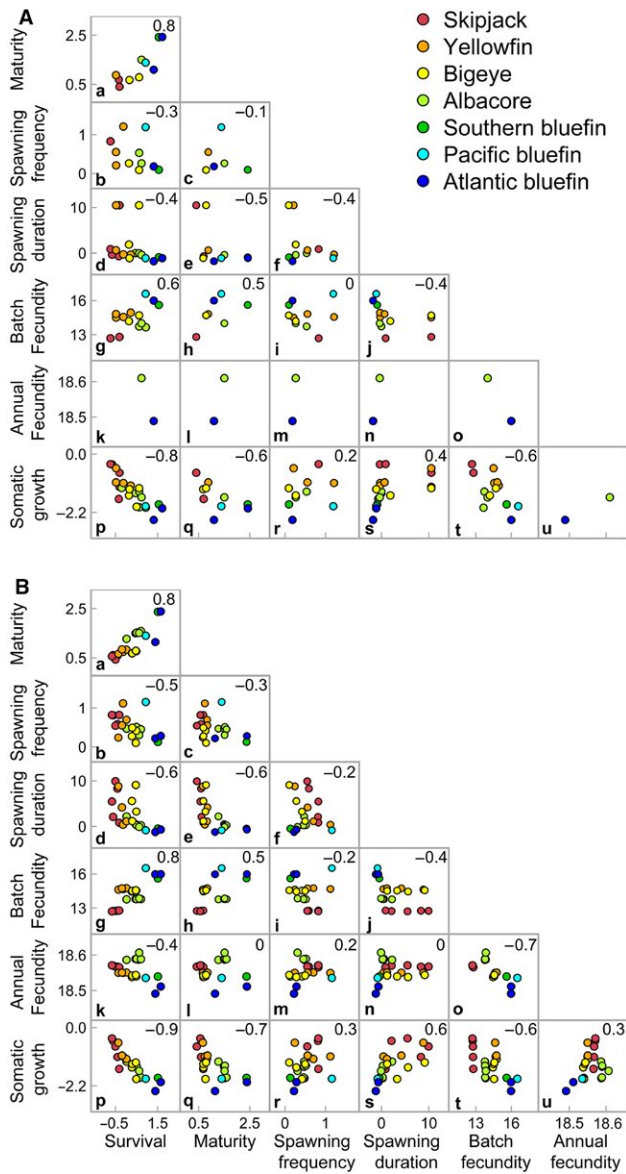 A
Skipjack
Yellowfin
Bigeye
Albacore
Southern bluefin
Pacific bluefin
Atlantic bluefin
Maturity
2.5
0.5
0.8
a
Spawning
frequency
1
0
−0.3
b
−0.1
c
Spawning
duration
10
0
−0.4
d
−0.5
e
−0.4
f
Batch
Fecundity
16
13
0.6
g
0.5
h
0
i
−0.4
j
Annual
Fecundity
18.6
18.5
k
l
m
n
o
Somatic
growth
0.0
−2.2
−0.8
p
−0.6
q
0.2
r
0.4
s
−0.6
t
u
B
Maturity
2.5
0.5
0.8
a
Spawning
frequency
1
0
−0.5
b
−0.3
c
Spawning
duration
10
0
−0.6
d
−0.6
e
−0.2
f
Batch
Fecundity
16
13
0.8
g
0.5
h
−0.2
i
−0.4
j
Annual
Fecundity
18.6
18.5
−0.4
k
0
l
0.2
m
0
n
−0.7
o
Somatic
growth
0.0
−2.2
−0.9
p
−0.7
q
0.3
r
0.6
s
−0.6
t
0.3
u
−0.5 1.5 0.5 2.5 0 1 0 10 13 16 18.5 18.6
Survival Maturity Spawning frequency Spawning duration Batch fecundity Annual fecundity